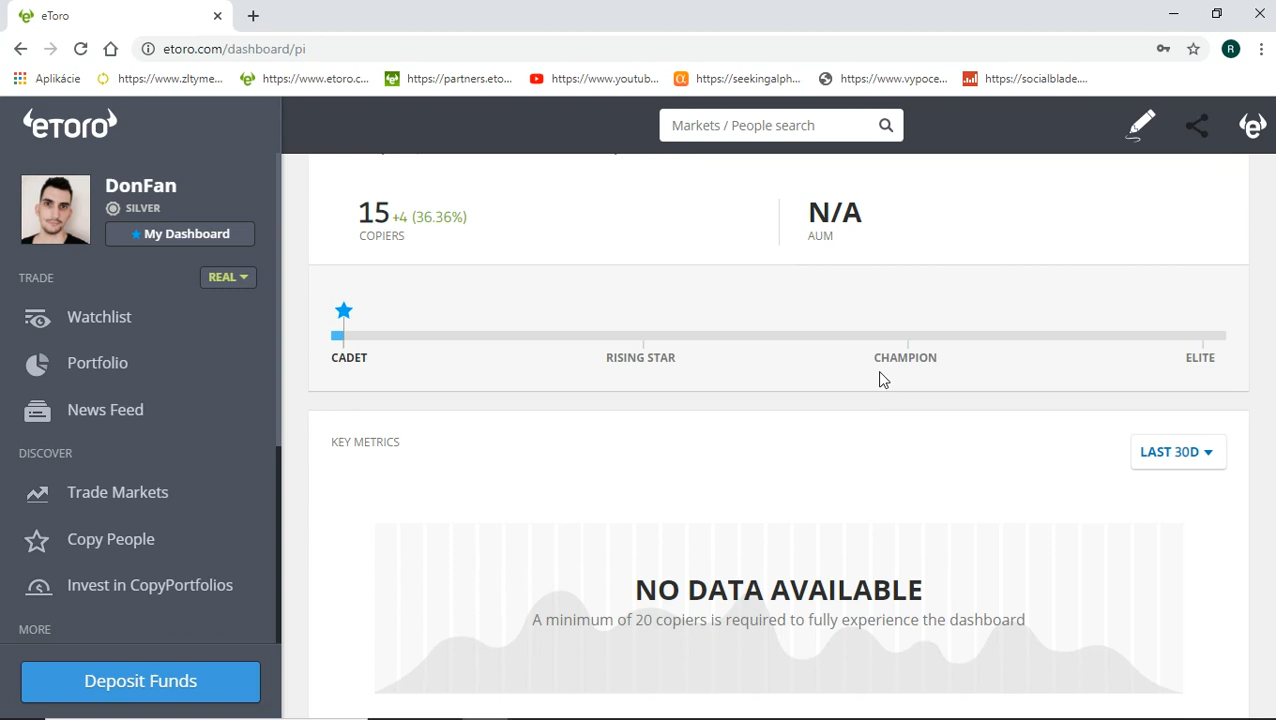 eToro
etoro.com/dashboard/pi
R
Aplikácie
https://www.zltyme...
https://www.etoro.c...
https://partners.eto...
https://www.youtub...
https://seekingalph...
https://www.vypoce...
https://socialblade....
eToro
Markets / People search
DonFan
SILVER
My Dashboard
TRADE
REAL
Watchlist
Portfolio
News Feed
DISCOVER
Trade Markets
Copy People
Invest in CopyPortfolios
MORE
Deposit Funds
15 +4 (36.36%)
COPIERS
N/A
AUM
CADET
RISING STAR
CHAMPION
ELITE
KEY METRICS
LAST 30D
NO DATA AVAILABLE
A minimum of 20 copiers is required to fully experience the dashboard